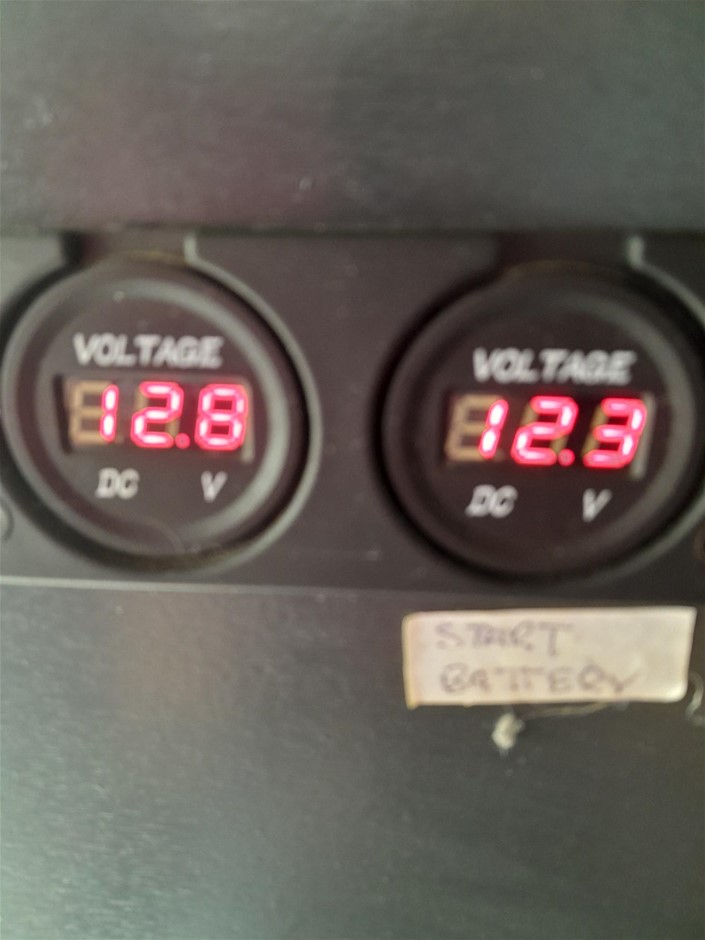 VOLTAGE
12.8
DC V
VOLTAGE
12.3
DC V
START
BATTERY